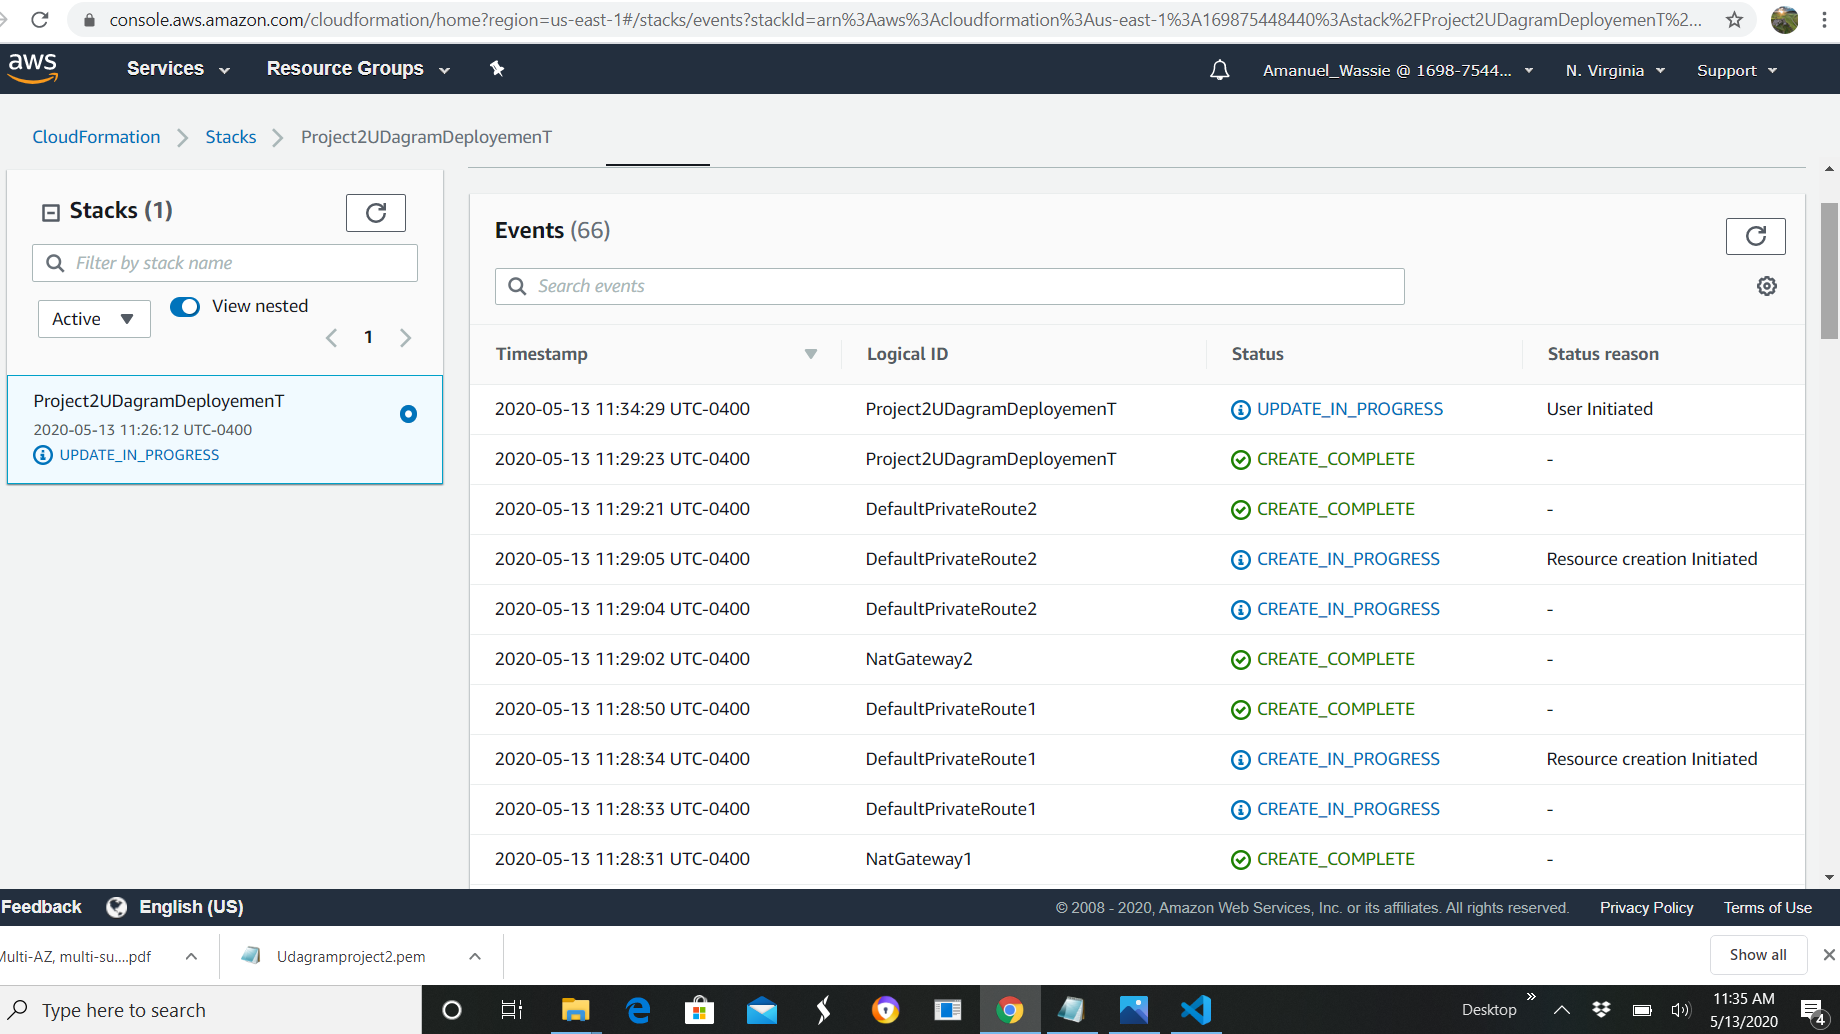 console.aws.amazon.com/cloudformation/home?region=us-east-1#/stacks/events?stackId=arn%3Aaws%3Acloudformation%3Aus-east-1%3A169875448440%3Astack%2FProject2UDagramDeployemenT%2...
aws Services Resource Groups Amanuel_Wassie @ 1698-7544... N. Virginia Support
CloudFormation Stacks Project2UDagramDeployemenT
Stacks (1)
Filter by stack name
Active View nested
1
Project2UDagramDeployemenT
2020-05-13 11:26:12 UTC-0400
UPDATE_IN_PROGRESS
Events (66)
Search events
Timestamp Logical ID Status Status reason
2020-05-13 11:34:29 UTC-0400 Project2UDagramDeployemenT UPDATE_IN_PROGRESS User Initiated
2020-05-13 11:29:23 UTC-0400 Project2UDagramDeployemenT CREATE_COMPLETE -
2020-05-13 11:29:21 UTC-0400 DefaultPrivateRoute2 CREATE_COMPLETE -
2020-05-13 11:29:05 UTC-0400 DefaultPrivateRoute2 CREATE_IN_PROGRESS Resource creation Initiated
2020-05-13 11:29:04 UTC-0400 DefaultPrivateRoute2 CREATE_IN_PROGRESS -
2020-05-13 11:29:02 UTC-0400 NatGateway2 CREATE_COMPLETE -
2020-05-13 11:28:50 UTC-0400 DefaultPrivateRoute1 CREATE_COMPLETE -
2020-05-13 11:28:34 UTC-0400 DefaultPrivateRoute1 CREATE_IN_PROGRESS Resource creation Initiated
2020-05-13 11:28:33 UTC-0400 DefaultPrivateRoute1 CREATE_IN_PROGRESS -
2020-05-13 11:28:31 UTC-0400 NatGateway1 CREATE_COMPLETE -
Feedback English (US) © 2008 - 2020, Amazon Web Services, Inc. or its affiliates. All rights reserved. Privacy Policy Terms of Use
Multi-AZ, multi-su....pdf Udagramproject2.pem Show all
Type here to search Desktop » 11:35 AM
5/13/2020 4